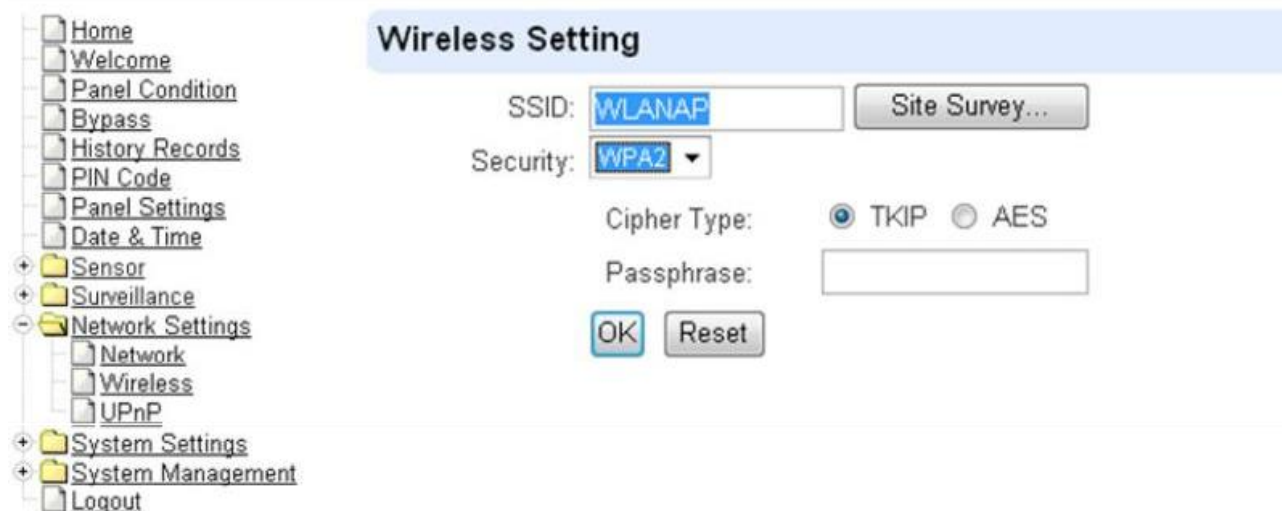 Home
Welcome
Panel Condition
Bypass
History Records
PIN Code
Panel Settings
Date & Time
Sensor
Surveillance
Network Settings
Network
Wireless
UPnP
System Settings
System Management
Logout
Wireless Setting
SSID: WLANAP Site Survey...
Security: WPA2
Cipher Type: TKIP AES
Passphrase:
OK Reset